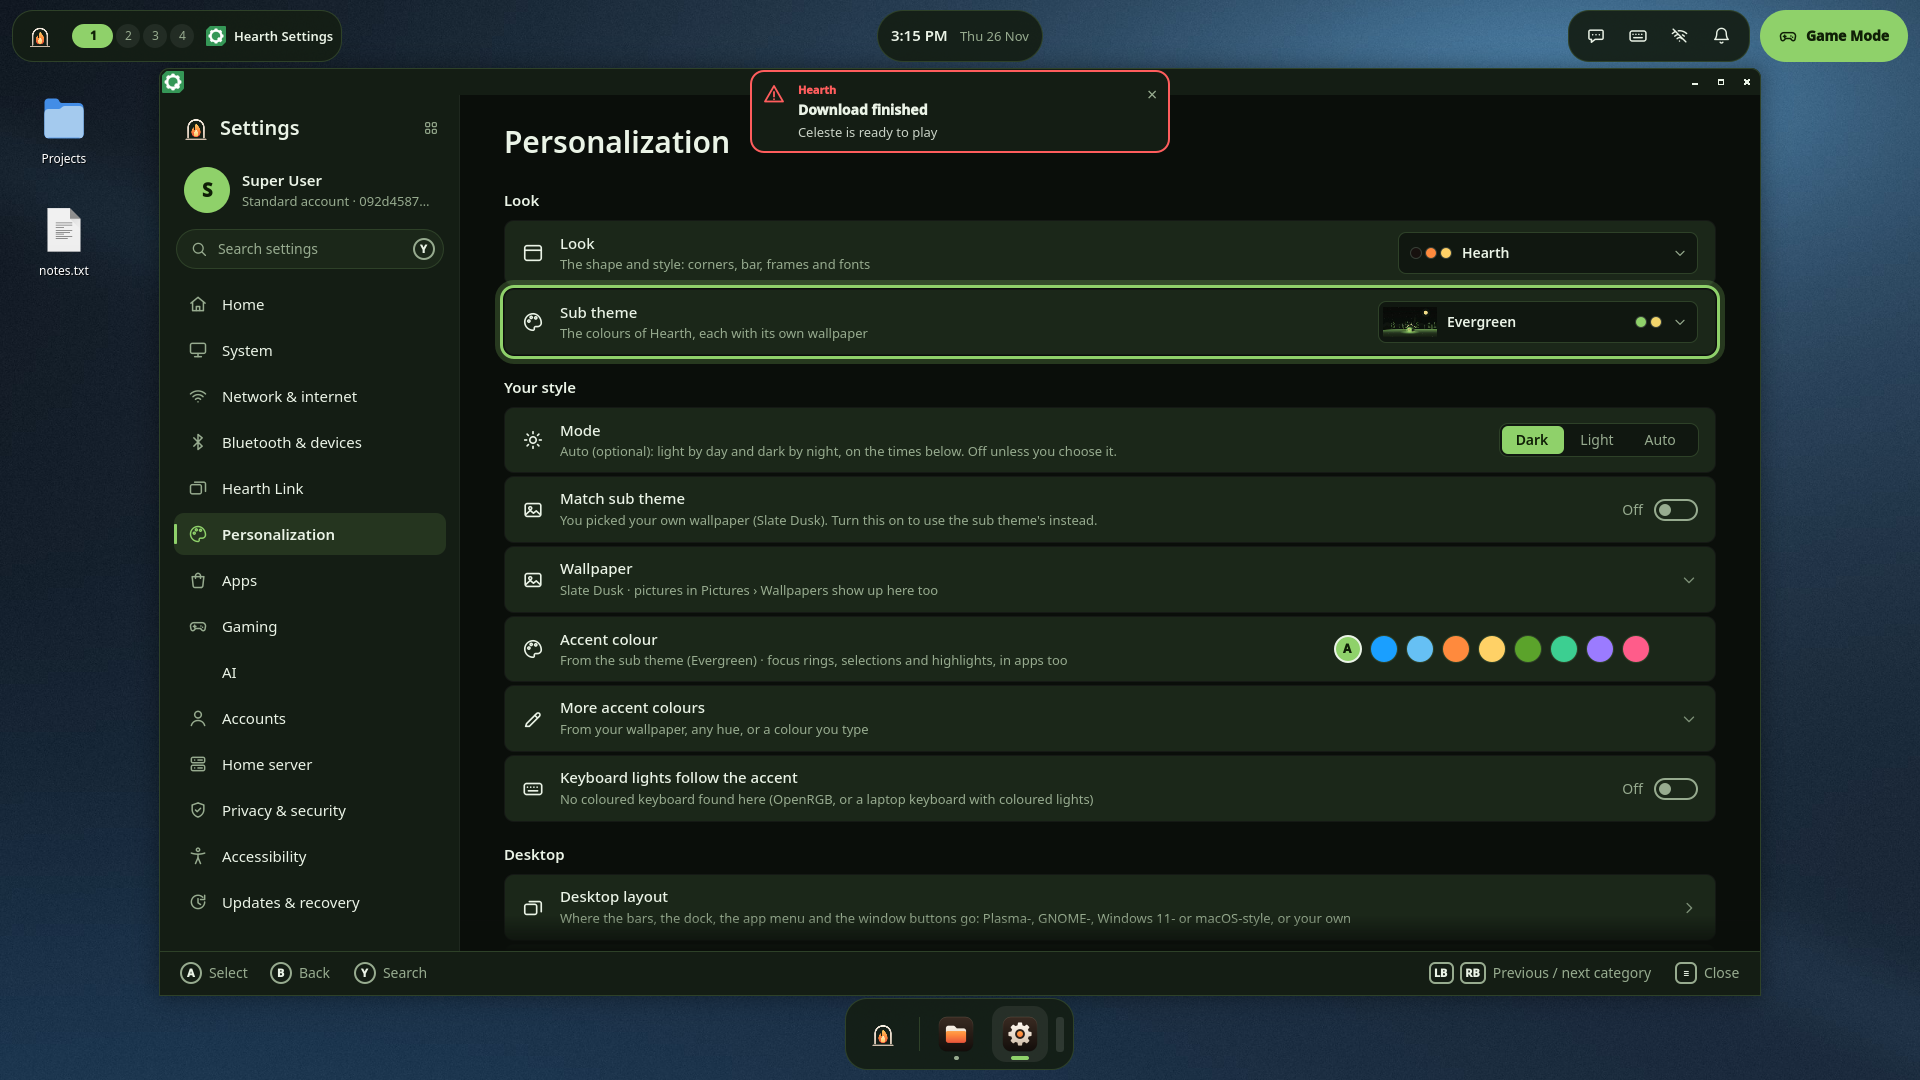 1 2 3 4 Hearth Settings
3:15 PM Thu 26 Nov
Game Mode
Projects
notes.txt
Hearth
Download finished
Celeste is ready to play
Settings
Super User
Standard account · 092d4587...
Search settings Y
Home
System
Network & internet
Bluetooth & devices
Hearth Link
Personalization
Apps
Gaming
AI
Accounts
Home server
Privacy & security
Accessibility
Updates & recovery
Personalization
Look
Look
The shape and style: corners, bar, frames and fonts
Hearth
Sub theme
The colours of Hearth, each with its own wallpaper
Evergreen
Your style
Mode
Auto (optional): light by day and dark by night, on the times below. Off unless you choose it.
Dark Light Auto
Match sub theme
You picked your own wallpaper (Slate Dusk). Turn this on to use the sub theme's instead.
Off
Wallpaper
Slate Dusk · pictures in Pictures › Wallpapers show up here too
Accent colour
From the sub theme (Evergreen) · focus rings, selections and highlights, in apps too
A
More accent colours
From your wallpaper, any hue, or a colour you type
Keyboard lights follow the accent
No coloured keyboard found here (OpenRGB, or a laptop keyboard with coloured lights)
Off
Desktop
Desktop layout
Where the bars, the dock, the app menu and the window buttons go: Plasma-, GNOME-, Windows 11- or macOS-style, or your own
A Select B Back Y Search
LB RB Previous / next category Close
S